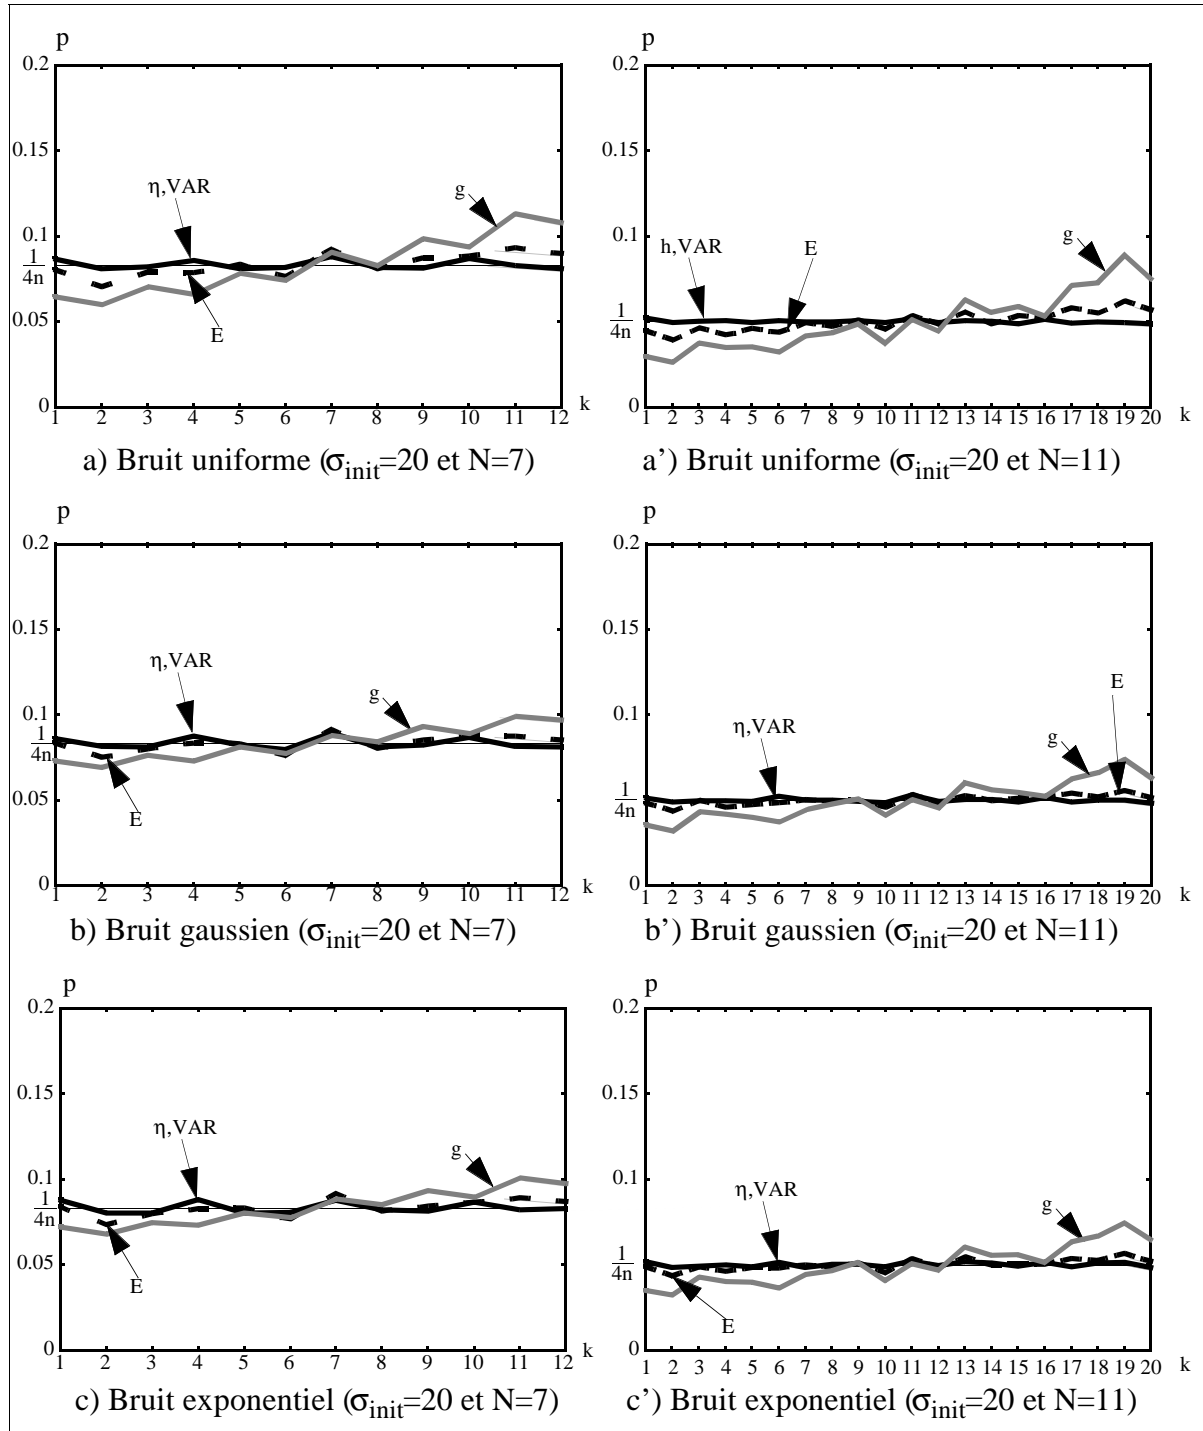 p
0.2
0.15
0.1
1
4n
0.05
0
η,VAR
g
E
1 2 3 4 5 6 7 8 9 10 11 12 k
a) Bruit uniforme (σinit=20 et N=7)
p
0.2
0.15
0.1
1
4n
0.05
0
h,VAR
E
g
1 2 3 4 5 6 7 8 9 10 11 12 13 14 15 16 17 18 19 20 k
a’) Bruit uniforme (σinit=20 et N=11)
p
0.2
0.15
0.1
1
4n
0.05
0
η,VAR
g
E
1 2 3 4 5 6 7 8 9 10 11 12 k
b) Bruit gaussien (σinit=20 et N=7)
0.2
0.15
0.1
1
4n
0.05
0
η,VAR
g
E
1 2 3 4 5 6 7 8 9 10 11 12 13 14 15 16 17 18 19 20 k
p
b’) Bruit gaussien (σinit=20 et N=11)
p
0.2
0.15
0.1
1
4n
0.05
0
η,VAR
g
E
1 2 3 4 5 6 7 8 9 10 11 12 k
c) Bruit exponentiel (σinit=20 et N=7)
p
0.2
0.15
0.1
1
4n
0.05
0
η,VAR
g
E
1 2 3 4 5 6 7 8 9 10 11 12 13 14 15 16 17 18 19 20 k
c’) Bruit exponentiel (σinit=20 et N=11)